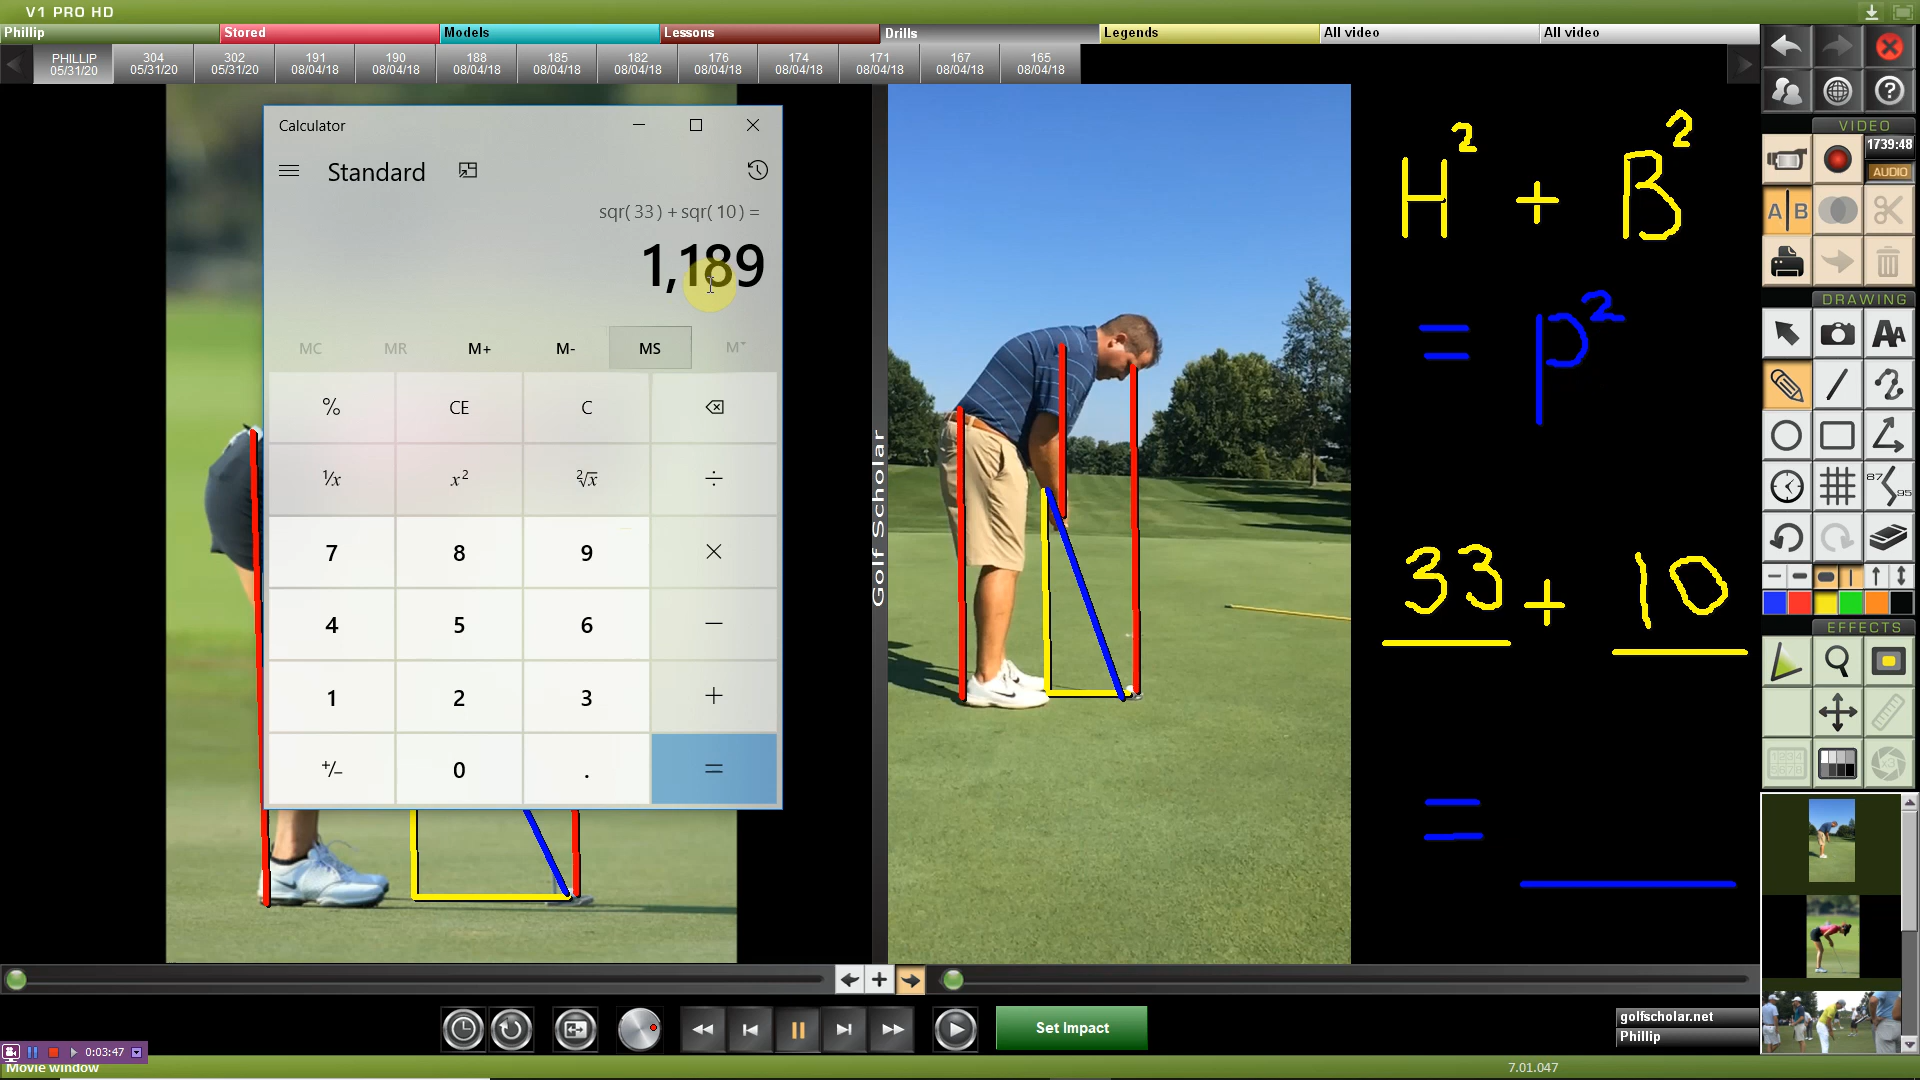 V1 PRO HD
Phillip Stored Models Lessons Drills Legends All video All video
PHILLIP 304 302 191 190 188 185 182 176 174 171 167 165
05/31/20 05/31/20 05/31/20 08/04/18 08/04/18 08/04/18 08/04/18 08/04/18 08/04/18 08/04/18 08/04/18 08/04/18 08/04/18
Calculator
Standard
sqr( 33 ) + sqr( 10 ) =
1,189
MC MR M+ M- MS M˅
% CE C
¹/x x² ²√x ÷
7 8 9 ×
4 5 6 −
1 2 3 +
+/− 0 . =
Golf Scholar
H² + B²
= P²
33 + 10
=
VIDEO
1739:48
AUDIO
A|B
DRAWING
AA
87
95
EFFECTS
Set Impact
golfscholar.net
Phillip
0:03:47
Movie window
7.01.047